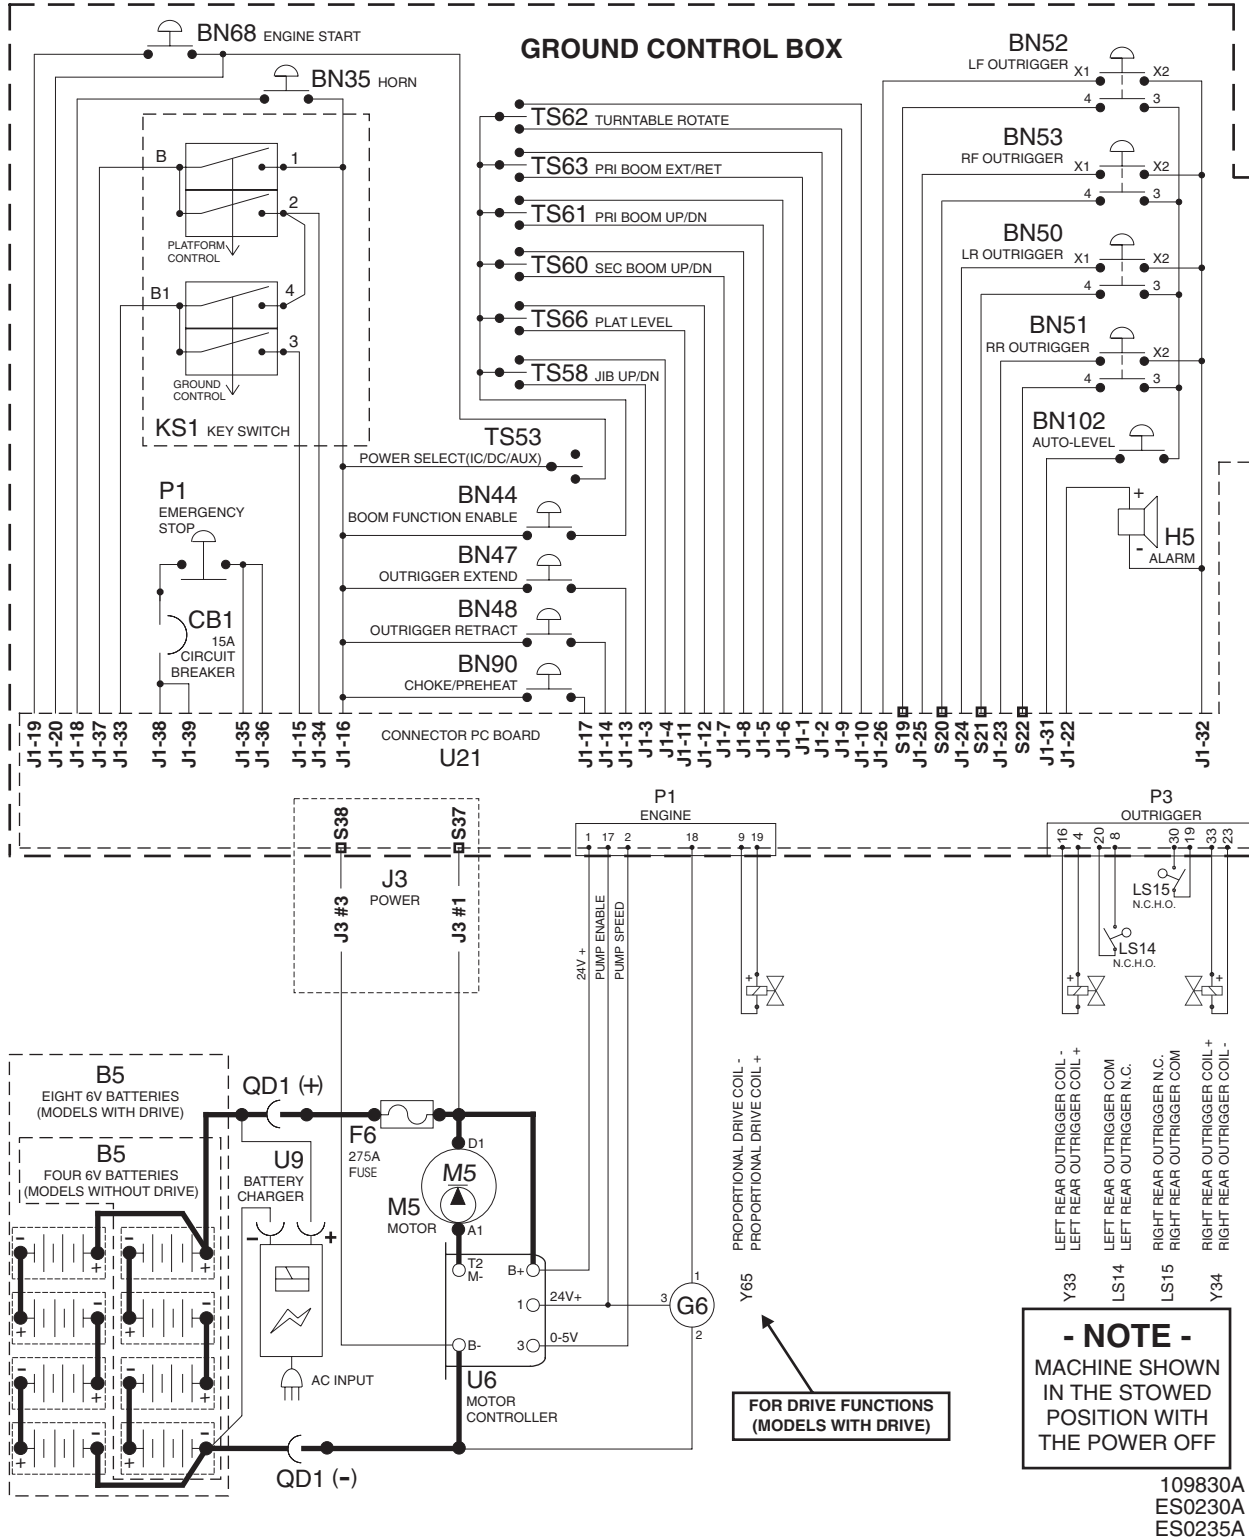 GROUND CONTROL BOX
BN68 ENGINE START
BN35 HORN
B
1
2
PLATFORM
CONTROL
B1
4
3
GROUND
CONTROL
KS1 KEY SWITCH
P1
EMERGENCY
STOP
CB1
15A
CIRCUIT
BREAKER
TS62 TURNTABLE ROTATE
TS63 PRI BOOM EXT/RET
TS61 PRI BOOM UP/DN
TS60 SEC BOOM UP/DN
TS66 PLAT LEVEL
TS58 JIB UP/DN
TS53
POWER SELECT(IC/DC/AUX)
BN44
BOOM FUNCTION ENABLE
BN47
OUTRIGGER EXTEND
BN48
OUTRIGGER RETRACT
BN90
CHOKE/PREHEAT
BN52
LF OUTRIGGER
X1
X2
4
3
BN53
RF OUTRIGGER
X1
X2
4
3
BN50
LR OUTRIGGER
X1
X2
4
3
BN51
RR OUTRIGGER
X2
4
3
BN102
AUTO-LEVEL
+
-
H5
ALARM
J1-19
J1-20
J1-18
J1-37
J1-33
J1-38
J1-39
J1-35
J1-36
J1-15
J1-34
J1-16
CONNECTOR PC BOARD
U21
J1-17
J1-14
J1-13
J1-3
J1-4
J1-11
J1-12
J1-7
J1-8
J1-5
J1-6
J1-1
J1-2
J1-9
J1-10
J1-26
S19
J1-25
S20
J1-24
S21
J1-23
S22
J1-31
J1-22
J1-32
S38
S37
J3
POWER
J3 #3
J3 #1
P1
ENGINE
1 17 2 18 9 19
24V +
PUMP ENABLE
PUMP SPEED
+
P3
OUTRIGGER
16
4
20
8
30
19
33
23
LS15
N.C.H.O.
LS14
N.C.H.O.
+
+
PROPORTIONAL DRIVE COIL -
PROPORTIONAL DRIVE COIL +
Y65
LEFT REAR OUTRIGGER COIL -
LEFT REAR OUTRIGGER COIL +
Y33
LEFT REAR OUTRIGGER COM
LEFT REAR OUTRIGGER N.C.
LS14
RIGHT REAR OUTRIGGER N.C.
RIGHT REAR OUTRIGGER COM
LS15
RIGHT REAR OUTRIGGER COIL +
RIGHT REAR OUTRIGGER COIL -
Y34
B5
EIGHT 6V BATTERIES
(MODELS WITH DRIVE)
B5
FOUR 6V BATTERIES
(MODELS WITHOUT DRIVE)
- + - +
+ - + -
- + - +
+ - + -
QD1 (+)
QD1 (-)
U9
BATTERY
CHARGER
- +
AC INPUT
F6
275A
FUSE
D1
M5
M5
MOTOR
A1
T2
M-
B+
1
24V+
B-
3
0-5V
U6
MOTOR
CONTROLLER
1
3
G6
2
FOR DRIVE FUNCTIONS
(MODELS WITH DRIVE)
- NOTE -
MACHINE SHOWN
IN THE STOWED
POSITION WITH
THE POWER OFF
109830A
ES0230A
ES0235A